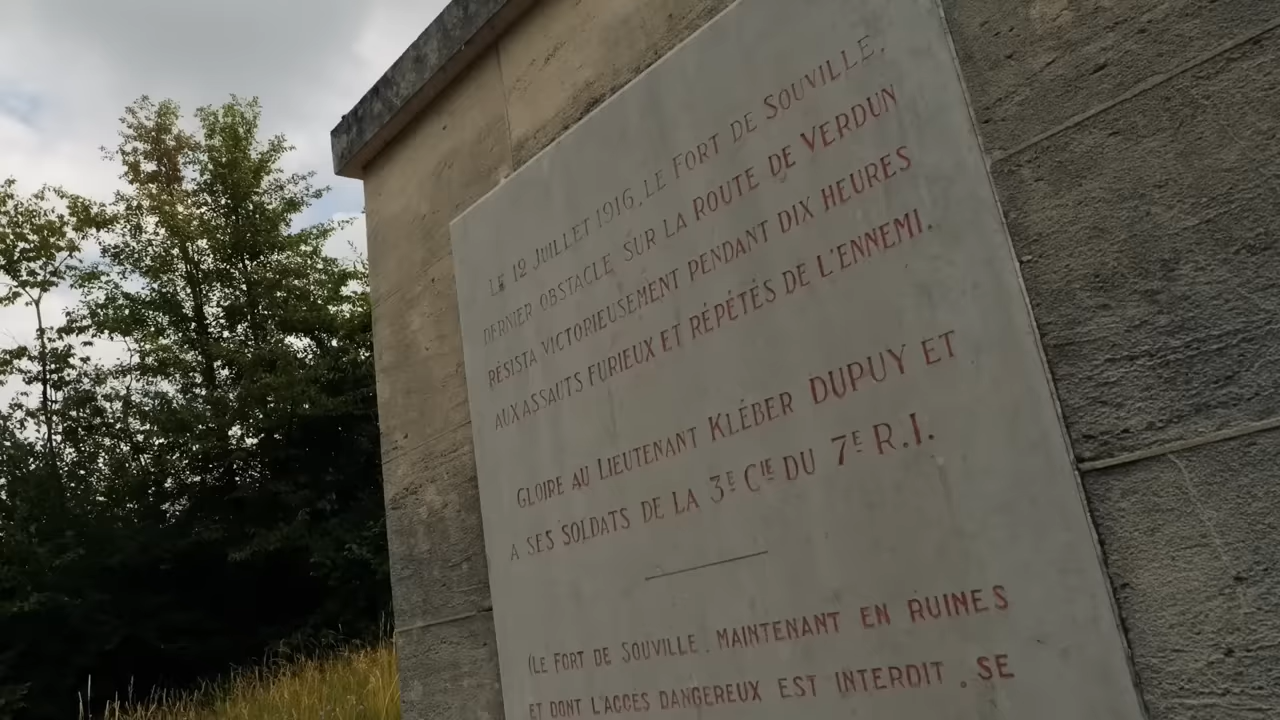 LE 12 JUILLET 1916, LE FORT DE SOUVILLE,
DERNIER OBSTACLE SUR LA ROUTE DE VERDUN
RÉSISTA VICTORIEUSEMENT PENDANT DIX HEURES
AUX ASSAUTS FURIEUX ET RÉPÉTÉS DE L'ENNEMI.
GLOIRE AU LIEUTENANT KLÉBER DUPUY ET
A SES SOLDATS DE LA 3E CIE DU 7E R.I.
(LE FORT DE SOUVILLE, MAINTENANT EN RUINES
ET DONT L'ACCES DANGEREUX EST INTERDIT, SE